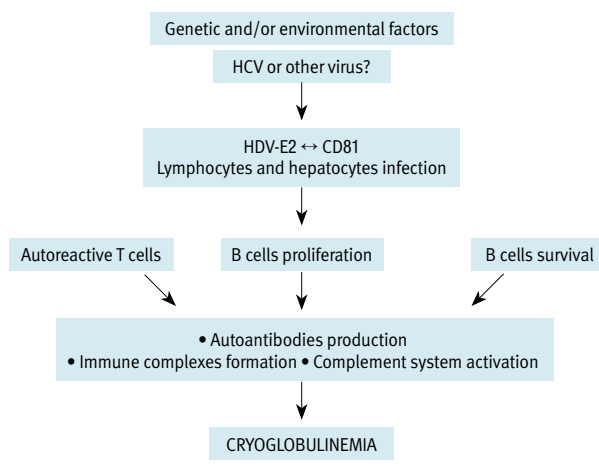 Genetic and/or environmental factors
HCV or other virus?
HDV-E2 ↔ CD81
Lymphocytes and hepatocytes infection
Autoreactive T cells
B cells proliferation
B cells survival
• Autoantibodies production
• Immune complexes formation • Complement system activation
CRYOGLOBULINEMIA